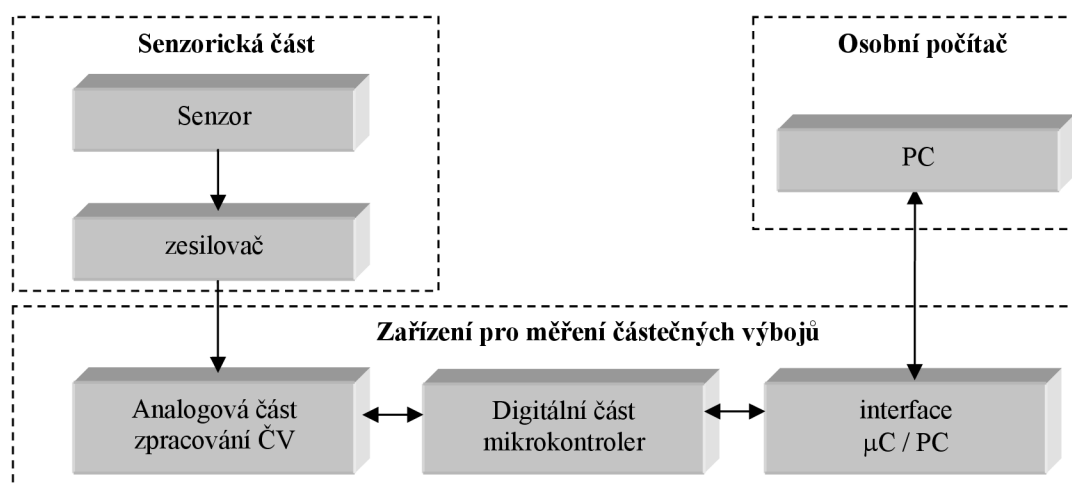 Senzorická část
Senzor
zesilovač
Osobní počítač
PC
Zařízení pro měření částečných výbojů
Analogová část
zpracování ČV
Digitální část
mikrokontroler
interface
μC / PC